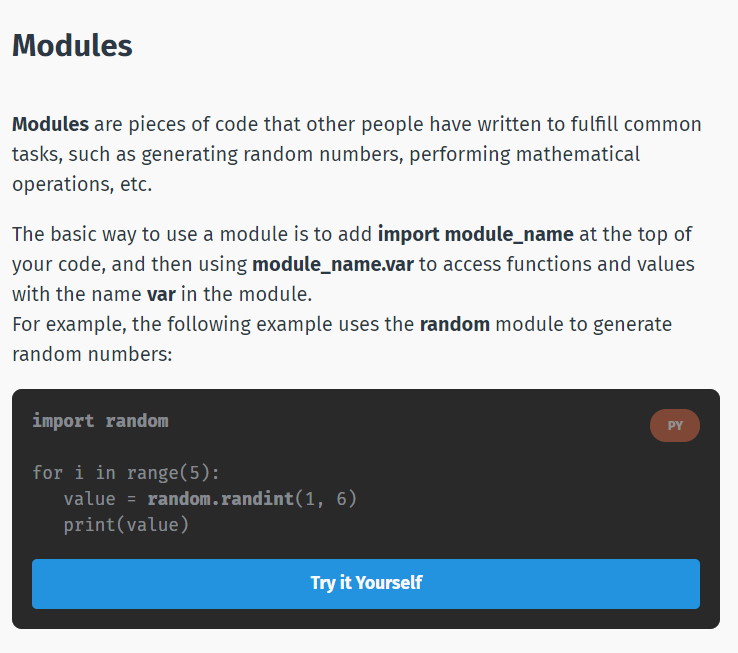 Modules
Modules are pieces of code that other people have written to fulfill common
tasks, such as generating random numbers, performing mathematical
operations, etc.
The basic way to use a module is to add import module_name at the top of
your code, and then using module_name.var to access functions and values
with the name var in the module.
For example, the following example uses the random module to generate
random numbers:
import random
PY
for i in range(5):
   value = random.randint(1, 6)
   print(value)
Try it Yourself